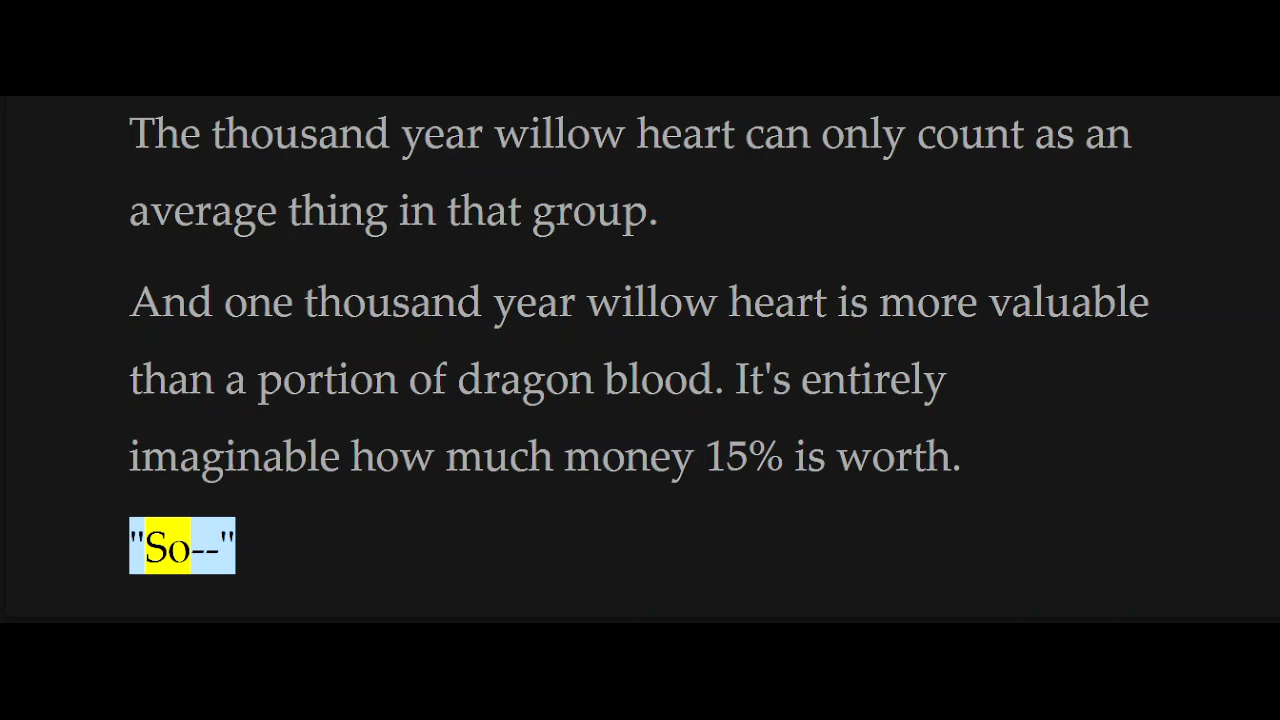 The thousand year willow heart can only count as an
average thing in that group.
And one thousand year willow heart is more valuable
than a portion of dragon blood. It's entirely
imaginable how much money 15% is worth.
"So--"